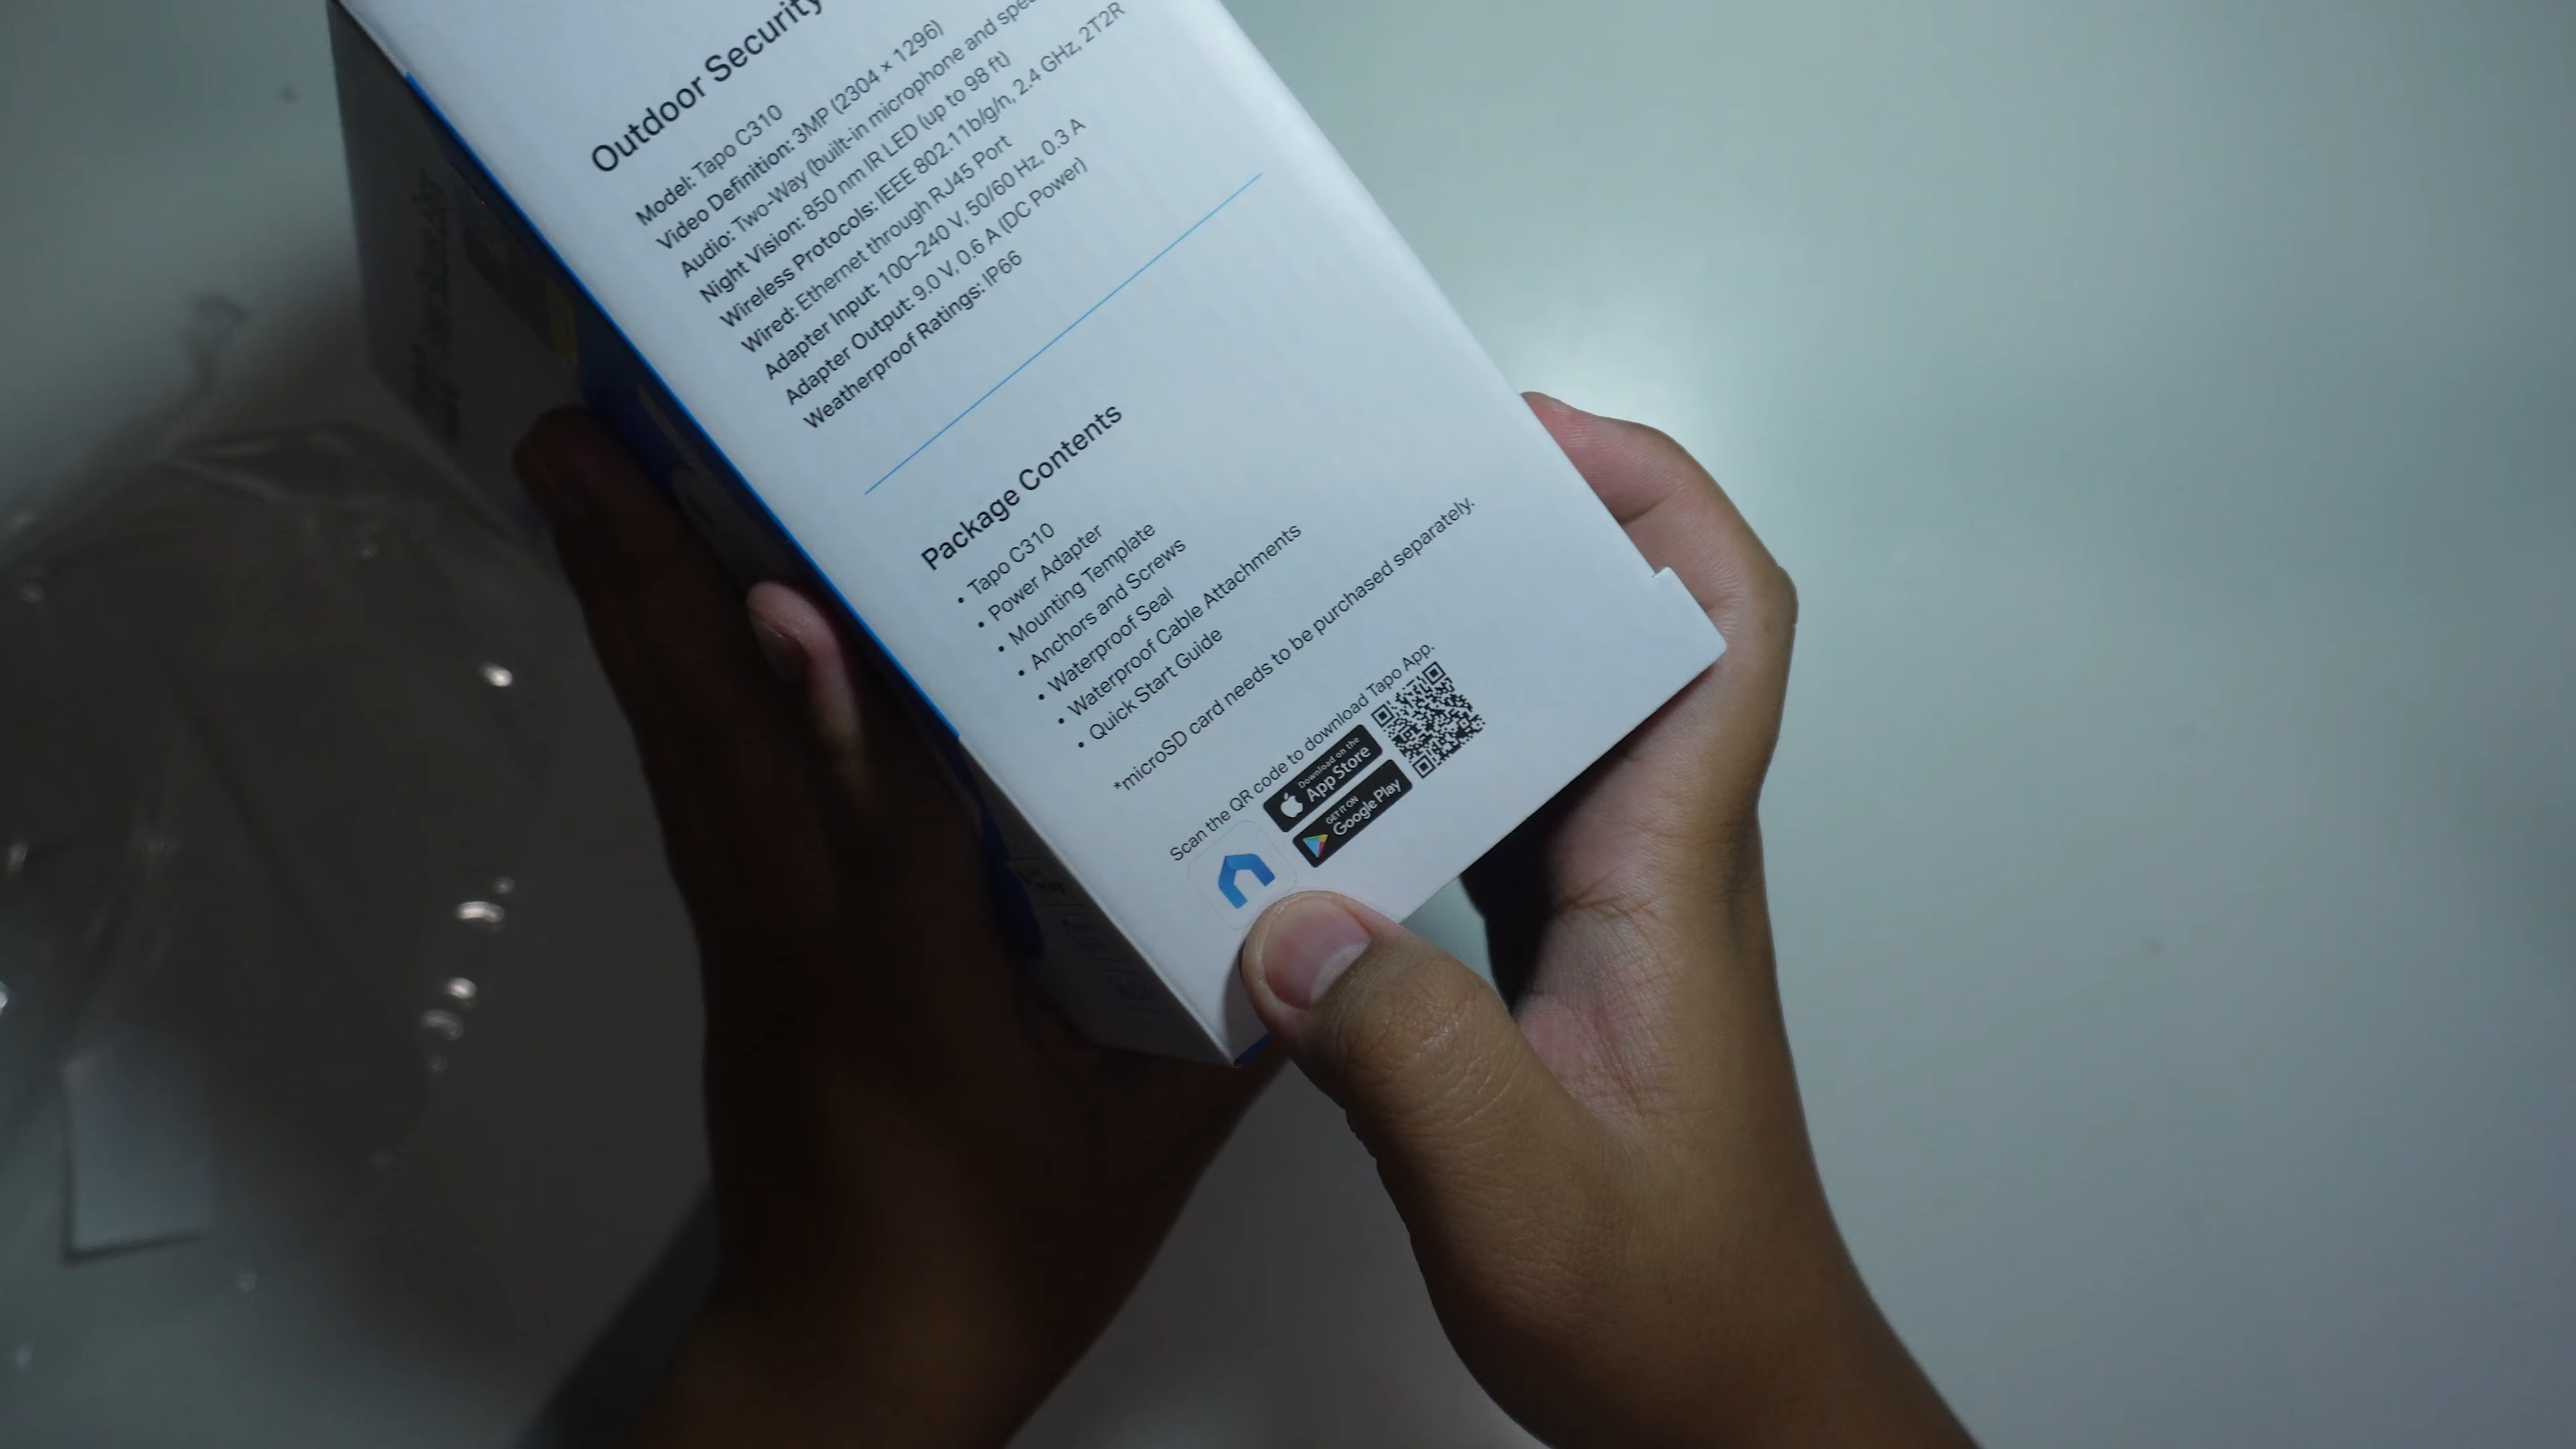 Outdoor Security
Model: Tapo C310
Video Definition: 3MP (2304 × 1296)
Audio: Two-Way (built-in microphone and
Night Vision: 850 nm IR LED (up to 98 ft)
Wireless Protocols: IEEE 802.11b/g/n, 2.4 GHz, 2T2R
Wired: Ethernet through RJ45 Port
Adapter Input: 100–240 V, 50/60 Hz, 0.3 A
Adapter Output: 9.0 V, 0.6 A (DC Power)
Weatherproof Ratings: IP66
Package Contents
• Tapo C310
• Power Adapter
• Mounting Template
• Anchors and Screws
• Waterproof Seal
• Waterproof Cable Attachments
• Quick Start Guide
*microSD card needs to be purchased separately.
Scan the QR code to download Tapo App.
Download on the
App Store
GET IT ON
Google Play